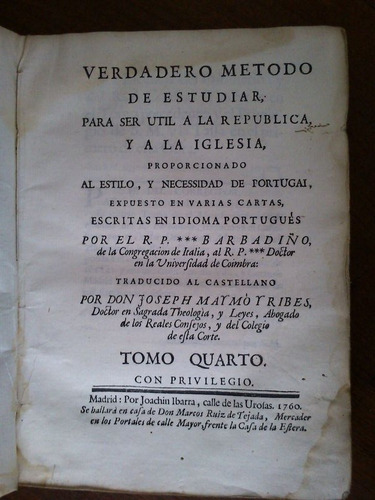 VERDADERO METODO
DE ESTUDIAR,
PARA SER UTIL A LA REPUBLICA,
Y A LA IGLESIA,
PROPORCIONADO
AL ESTILO, Y NECESSIDAD DE PORTUGAL,
EXPUESTO EN VARIAS CARTAS,
ESCRITAS EN IDIOMA PORTUGUÉS
POR EL R. P. *** BARBADIÑO,
de la Congregacion de Italia, al R. P. *** Doctor
en la Universidad de Coimbra:
TRADUCIDO AL CASTELLANO
POR DON JOSEPH MAYMÒ Y RIBES,
Doctor en Sagrada Theologia, y Leyes, Abogado
de los Reales Consejos, y del Colegio
de esta Corte.
TOMO QUARTO.
CON PRIVILEGIO.
Madrid: Por Joachin Ibarra, calle de las Urosas. 1760.
Se hallará en casa de Don Marcos Ruiz de Tejada, Mercader
en los Portales de calle Mayor, frente la Casa de la Estera.